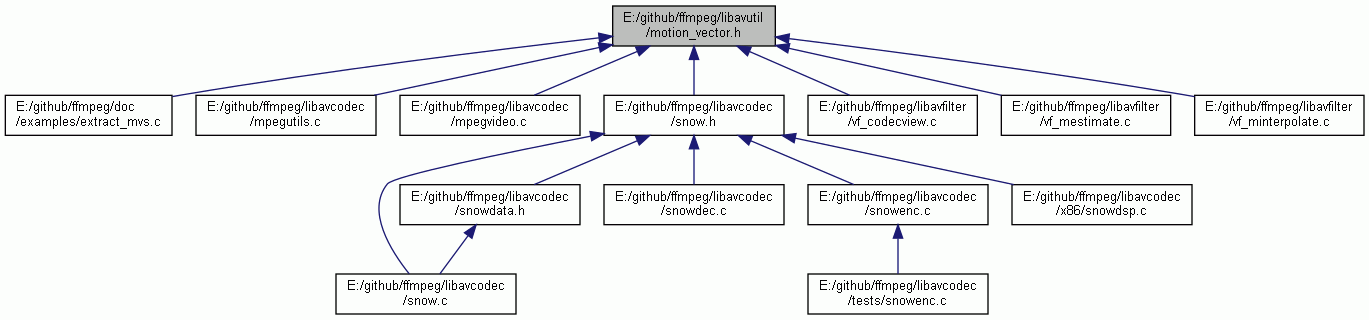 E:/github/ffmpeg/libavutil
/motion_vector.h
E:/github/ffmpeg/doc
/examples/extract_mvs.c
E:/github/ffmpeg/libavcodec
/mpegutils.c
E:/github/ffmpeg/libavcodec
/mpegvideo.c
E:/github/ffmpeg/libavcodec
/snow.h
E:/github/ffmpeg/libavfilter
/vf_codecview.c
E:/github/ffmpeg/libavfilter
/vf_mestimate.c
E:/github/ffmpeg/libavfilter
/vf_minterpolate.c
E:/github/ffmpeg/libavcodec
/snowdata.h
E:/github/ffmpeg/libavcodec
/snowdec.c
E:/github/ffmpeg/libavcodec
/snowenc.c
E:/github/ffmpeg/libavcodec
/x86/snowdsp.c
E:/github/ffmpeg/libavcodec
/snow.c
E:/github/ffmpeg/libavcodec
/tests/snowenc.c